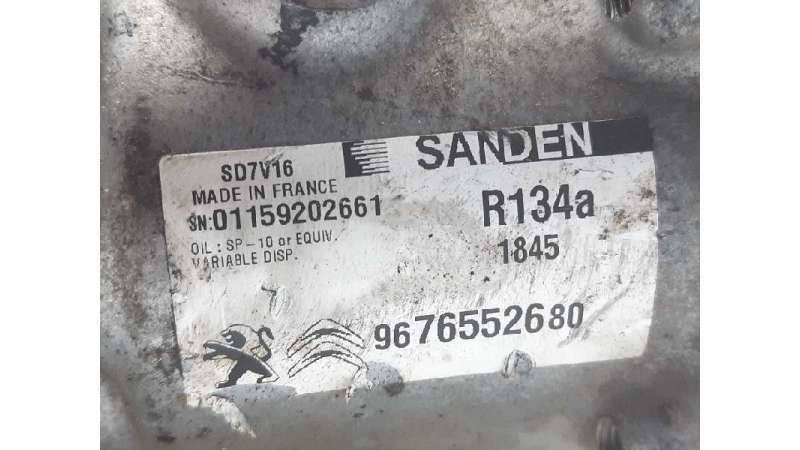 SANDEN
SD7V16
MADE IN FRANCE
SN:01159202661
R134a
OIL : SP-10 or EQUIV.
VARIABLE DISP.
1845
9676552680